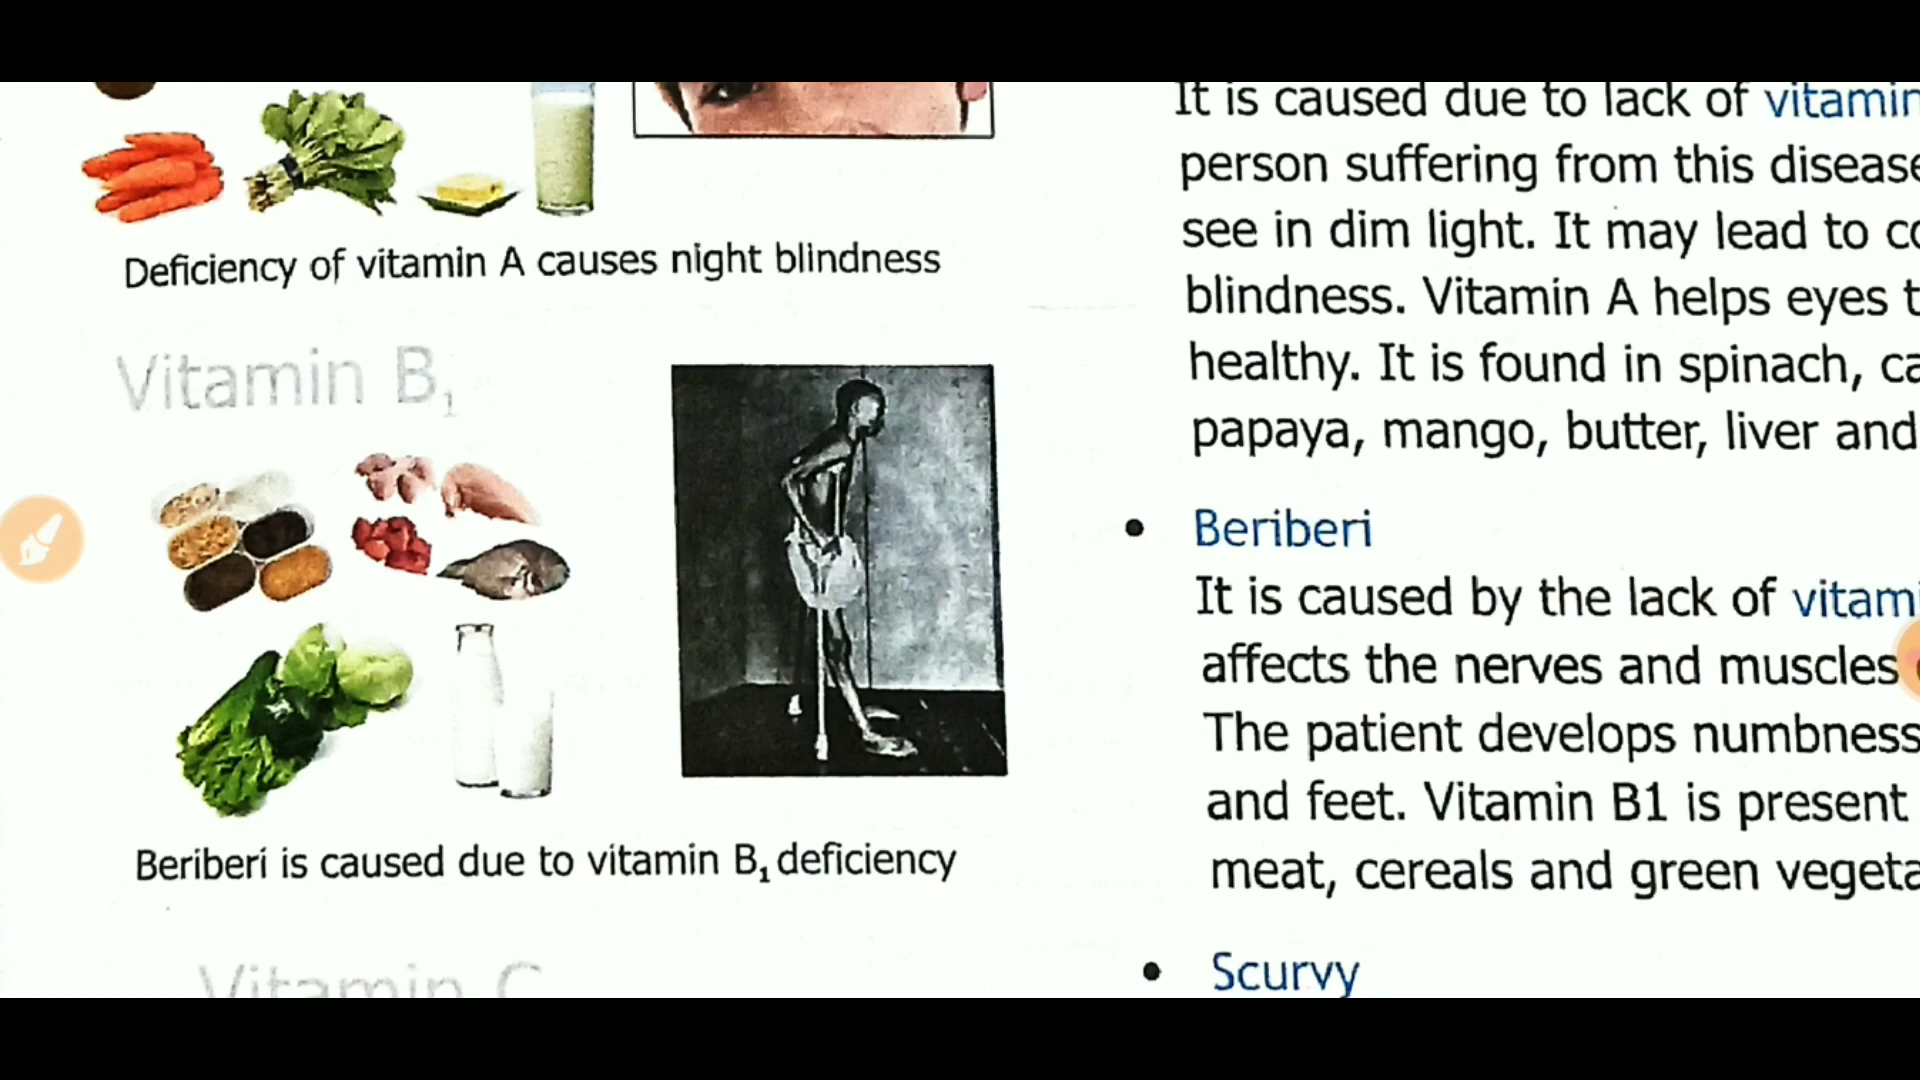 Deficiency of vitamin A causes night blindness
Vitamin B₁
Beriberi is caused due to vitamin B₁ deficiency
Vitamin C
It is caused due to lack of vitamin
person suffering from this disease
see in dim light. It may lead to
blindness. Vitamin A helps eyes
healthy. It is found in spinach,
papaya, mango, butter, liver and
• Beriberi
It is caused by the lack of
affects the nerves and muscles
The patient develops numbness
and feet. Vitamin B1 is present
meat, cereals and green
• Scurvy